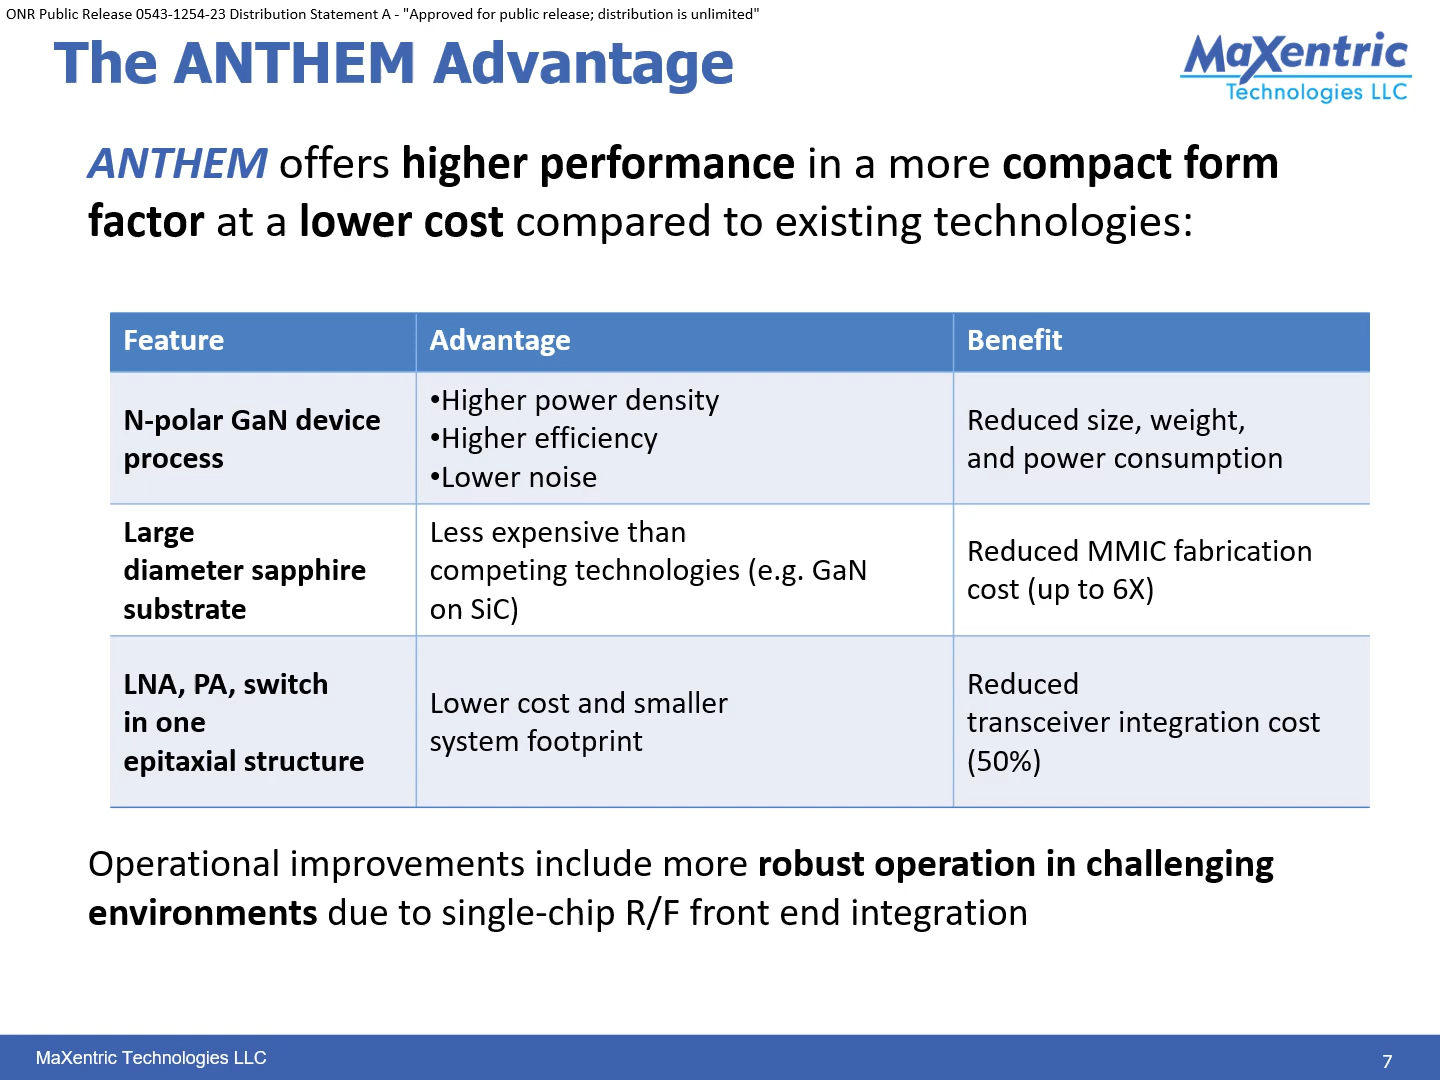 ONR Public Release 0543-1254-23 Distribution Statement A - "Approved for public release; distribution is unlimited"
The ANTHEM Advantage
MaXentric
Technologies LLC
ANTHEM offers higher performance in a more compact form
factor at a lower cost compared to existing technologies:
Feature
Advantage
Benefit
N-polar GaN device
process
•Higher power density
•Higher efficiency
•Lower noise
Reduced size, weight,
and power consumption
Large
diameter sapphire
substrate
Less expensive than
competing technologies (e.g. GaN
on SiC)
Reduced MMIC fabrication
cost (up to 6X)
LNA, PA, switch
in one
epitaxial structure
Lower cost and smaller
system footprint
Reduced
transceiver integration cost
(50%)
Operational improvements include more robust operation in challenging
environments due to single-chip R/F front end integration
MaXentric Technologies LLC
7